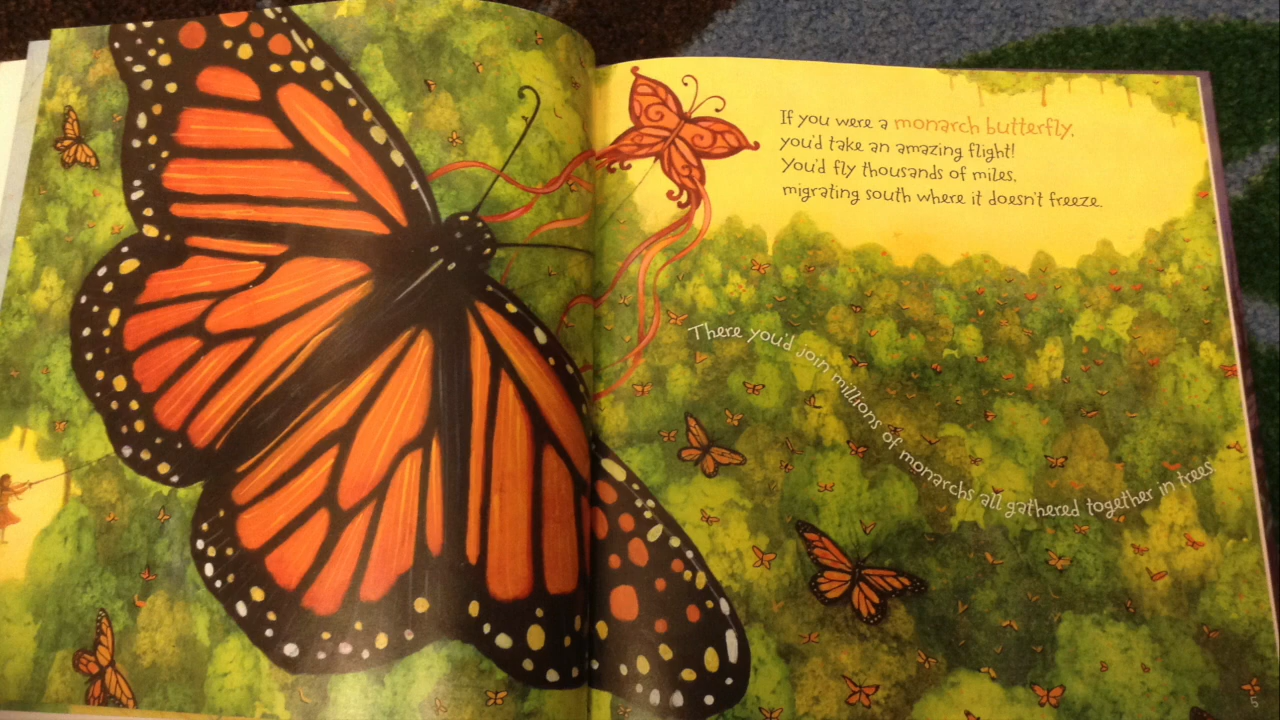 If you were a monarch butterfly,
you'd take an amazing flight!
You'd fly thousands of miles,
migrating south where it doesn't freeze.
There you'd join millions of monarchs all gathered together in trees
5